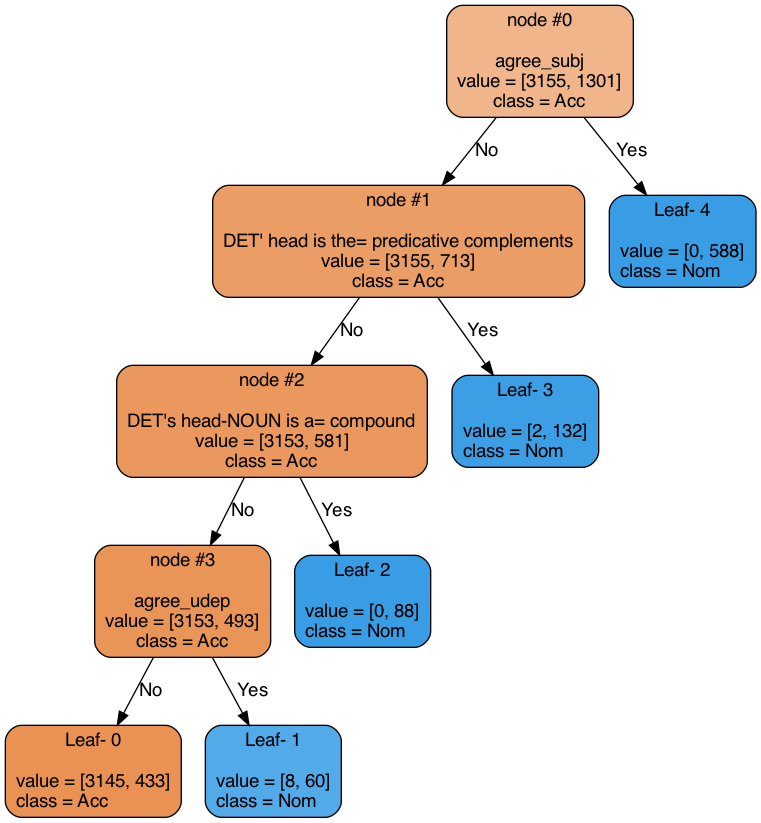 node #0
agree_subj
value = [3155, 1301]
class = Acc
No
Yes
node #1
DET' head is the= predicative complements
value = [3155, 713]
class = Acc
Leaf- 4
value = [0, 588]
class = Nom
No
Yes
node #2
DET's head-NOUN is a= compound
value = [3153, 581]
class = Acc
Leaf- 3
value = [2, 132]
class = Nom
No
Yes
node #3
agree_udep
value = [3153, 493]
class = Acc
Leaf- 2
value = [0, 88]
class = Nom
No
Yes
Leaf- 0
value = [3145, 433]
class = Acc
Leaf- 1
value = [8, 60]
class = Nom